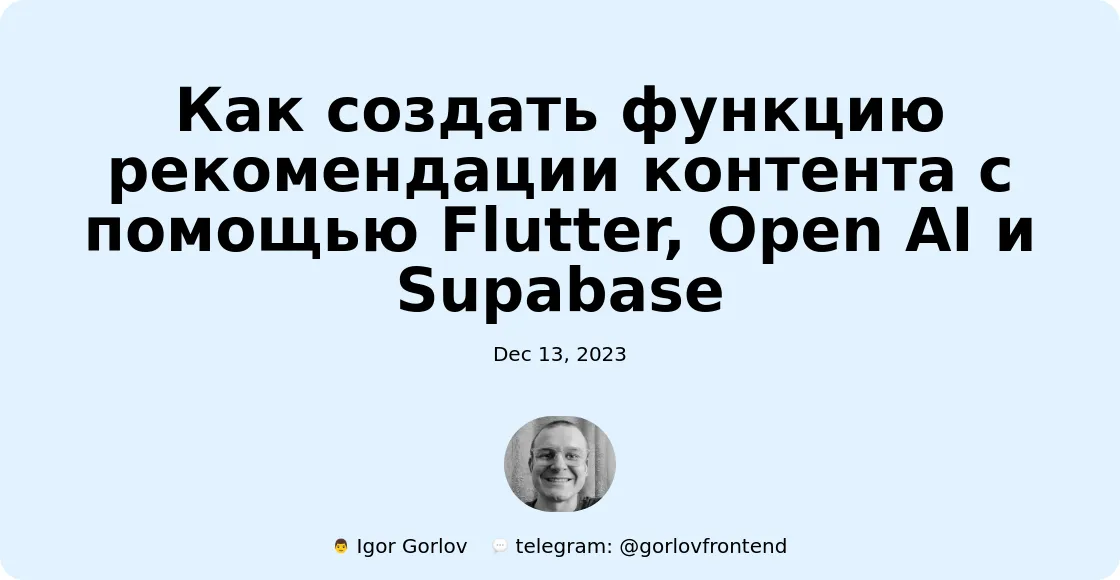 Как создать функцию
рекомендации контента с
помощью Flutter, Open AI и
Supabase
Dec 13, 2023
👨 Igor Gorlov 💬 telegram: @gorlovfrontend